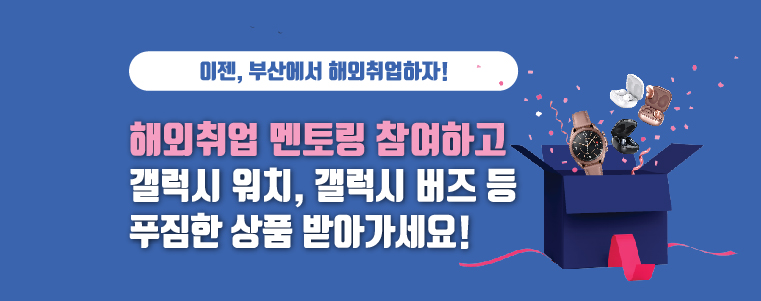 이젠, 부산에서 해외취업하자!
해외취업 멘토링 참여하고
갤럭시 워치, 갤럭시 버즈 등
푸짐한 상품 받아가세요!